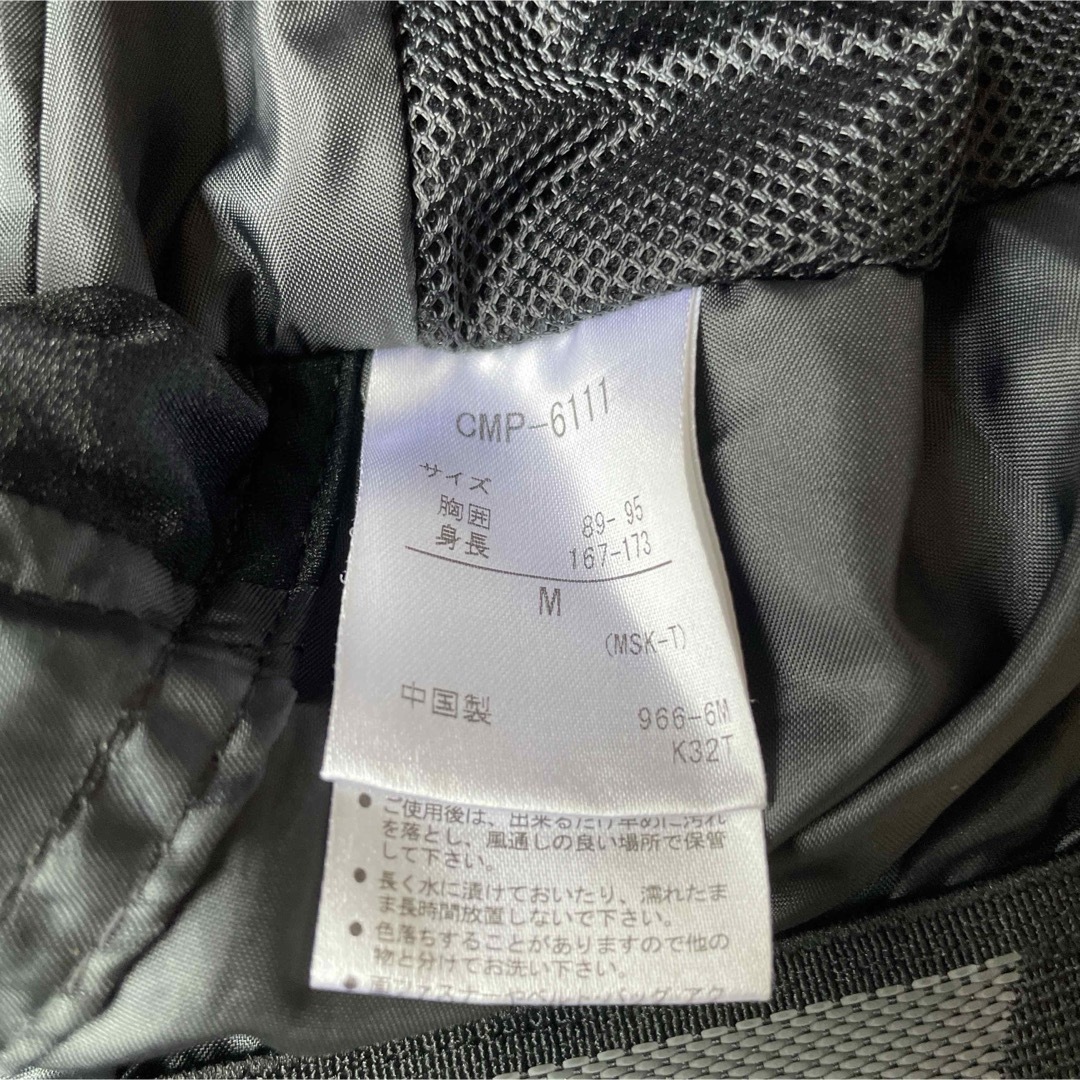 CMP-6111
サイズ
胸囲 89-95
身長 167-173
M
(MSK-T)
中国製 966-6M
K32T
● ご使用後は、出来るだけ早めに汚れ
を落とし、風通しの良い場所で保管
して下さい。
● 長く水に漬けておいたり、濡れたま
ま長時間放置しないで下さい。
● 色落ちすることがありますので他の
物と分けてお洗い下さい。